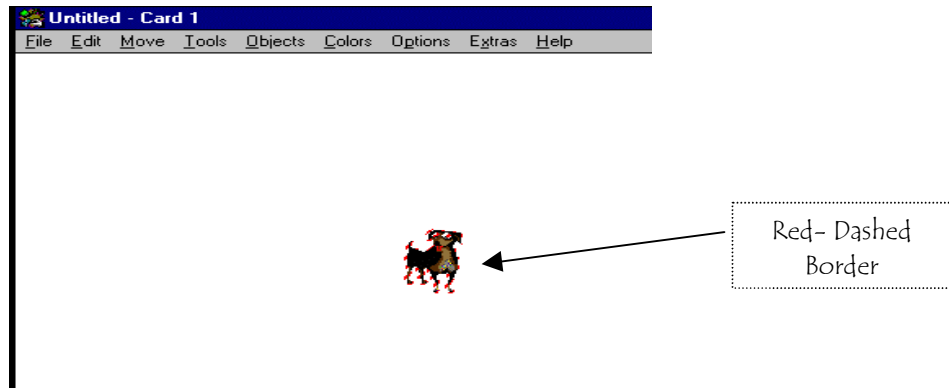 Untitled - Card 1
File Edit Move Tools Objects Colors Options Extras Help
Red- Dashed
Border